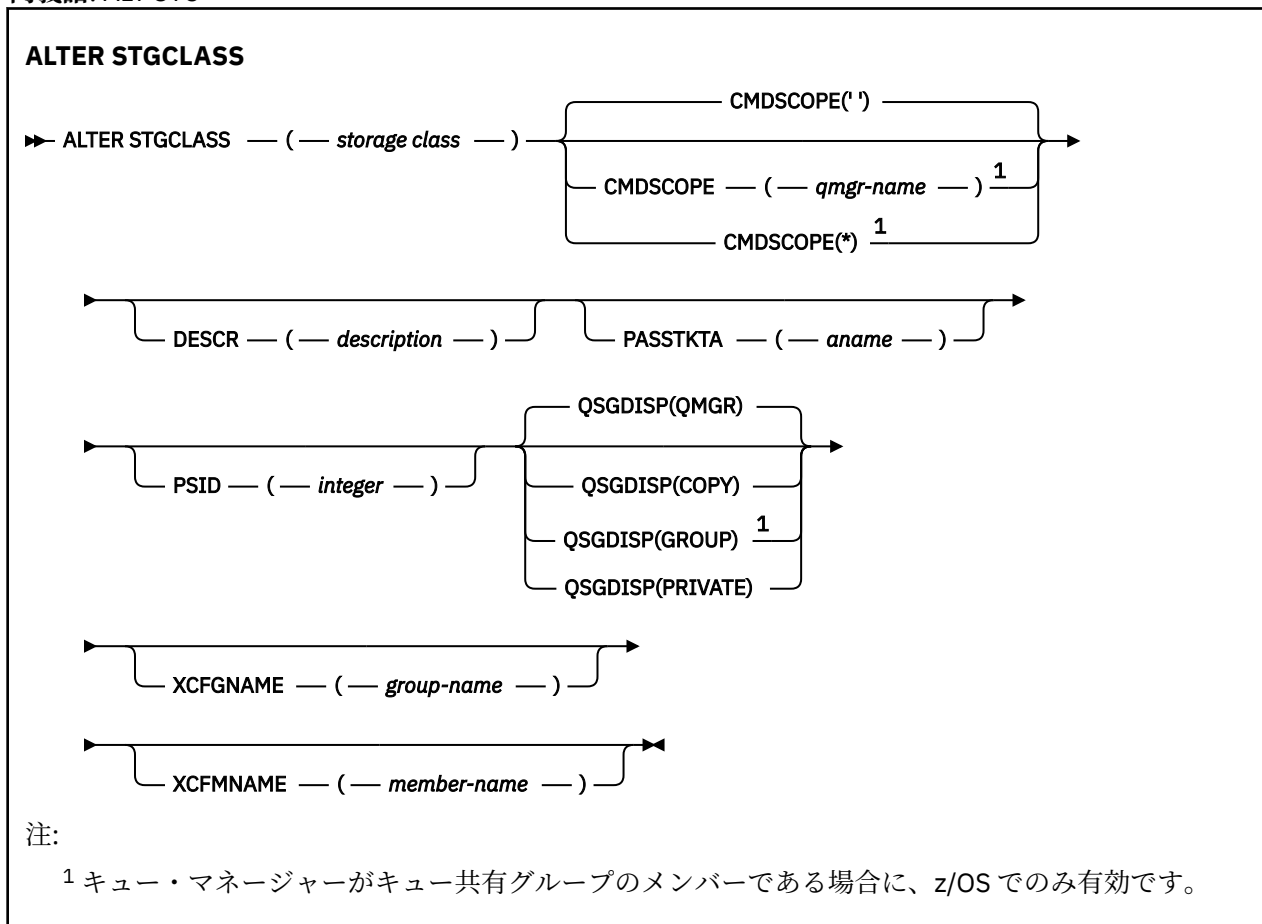 ALTER STGCLASS
CMDSCOPE(' ')
ALTER STGCLASS ( storage class )
CMDSCOPE ( qmgr-name ) 1
CMDSCOPE(*) 1
DESCR ( description ) PASSTKTA ( aname )
QSGDISP(QMGR)
PSID ( integer ) QSGDISP(COPY)
QSGDISP(GROUP) 1
QSGDISP(PRIVATE)
XCFGNAME ( group-name )
XCFMNAME ( member-name )
注:
1 キュー・マネージャーがキュー共有グループのメンバーである場合に、z/OS でのみ有効です。